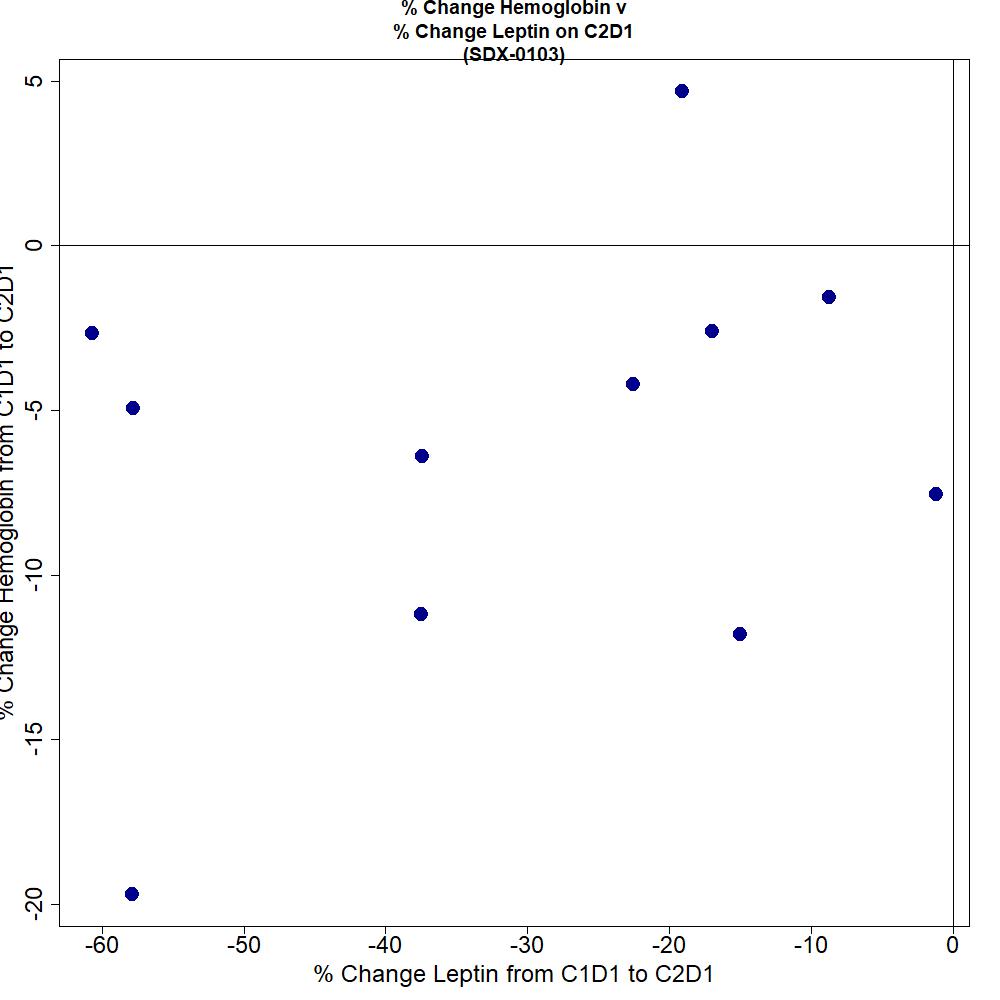 % Change Hemoglobin v
% Change Leptin on C2D1
(SDX-0103)
% Change Hemoglobin from C1D1 to C2D1
5
0
-5
-10
-15
-20
-60
-50
-40
-30
-20
-10
0
% Change Leptin from C1D1 to C2D1